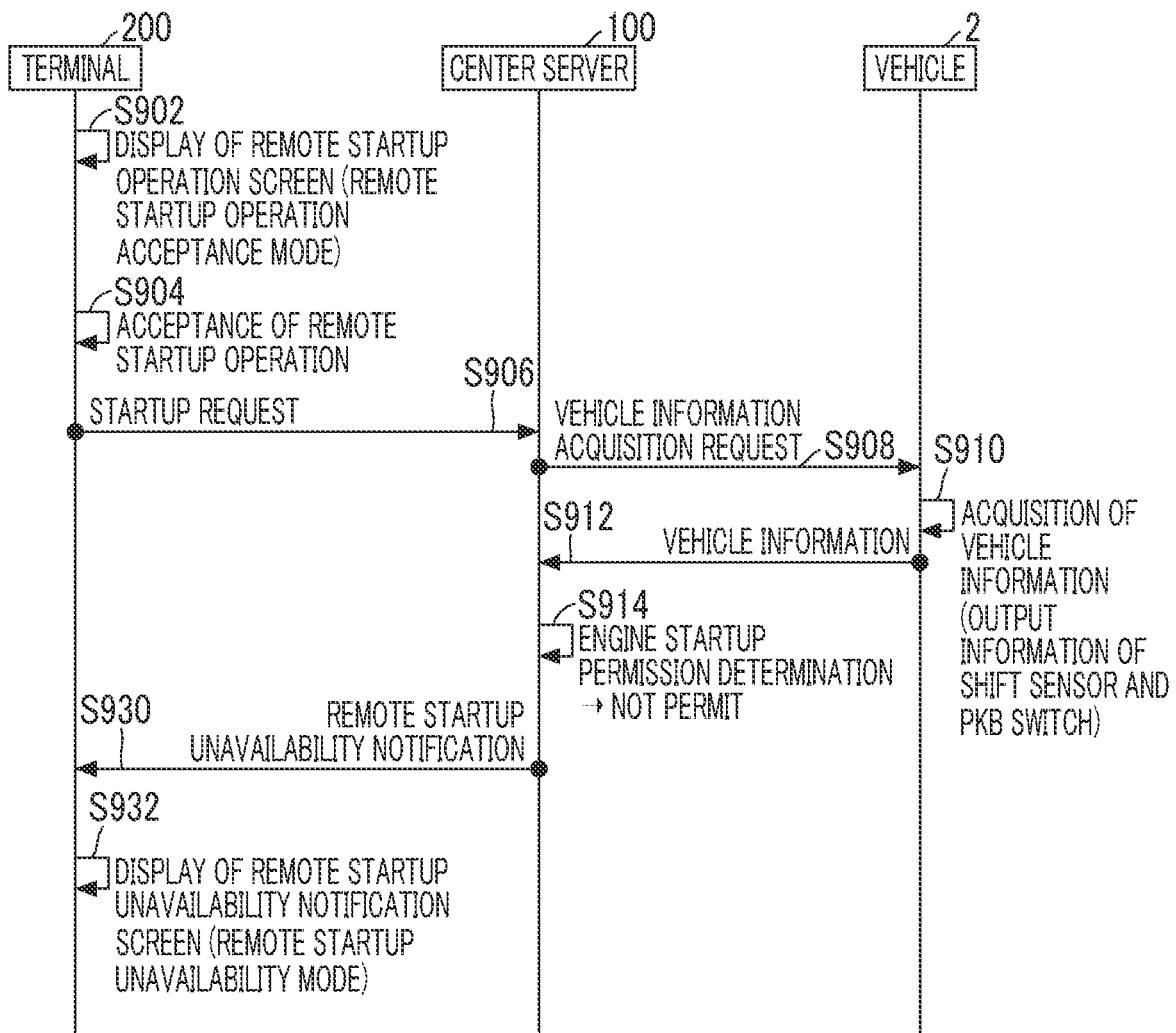 200
100
2
TERMINAL
CENTER SERVER
VEHICLE
S902
DISPLAY OF REMOTE STARTUP
OPERATION SCREEN (REMOTE
STARTUP OPERATION
ACCEPTANCE MODE)
S904
ACCEPTANCE OF REMOTE
STARTUP OPERATION
S906
STARTUP REQUEST
VEHICLE INFORMATION
ACQUISITION REQUEST
S908
S910
ACQUISITION OF
VEHICLE
INFORMATION
(OUTPUT
INFORMATION OF
SHIFT SENSOR AND
PKB SWITCH)
S912
VEHICLE INFORMATION
S914
ENGINE STARTUP
PERMISSION DETERMINATION
→ NOT PERMIT
S930
REMOTE STARTUP
UNAVAILABILITY NOTIFICATION
S932
DISPLAY OF REMOTE STARTUP
UNAVAILABILITY NOTIFICATION
SCREEN (REMOTE STARTUP
UNAVAILABILITY MODE)